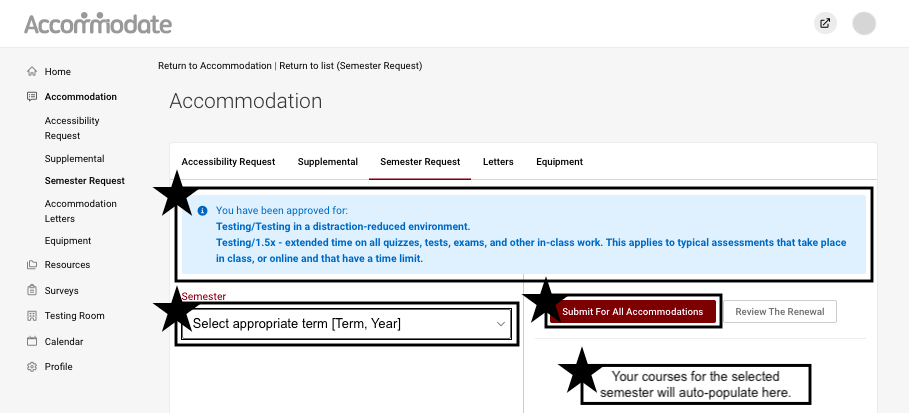 Accommodate
Return to Accommodation | Return to list (Semester Request)
Home
Accommodation
Accessibility
Request
Supplemental
Semester Request
Accommodation
Letters
Equipment
Resources
Surveys
Testing Room
Calendar
Profile
Accommodation
Accessibility Request Supplemental Semester Request Letters Equipment
You have been approved for:
Testing/Testing in a distraction-reduced environment.
Testing/1.5x - extended time on all quizzes, tests, exams, and other in-class work. This applies to typical assessments that take place
in class, or online and that have a time limit.
Semester
Select appropriate term [Term, Year]
Submit For All Accommodations Review The Renewal
Your courses for the selected
semester will auto-populate here.